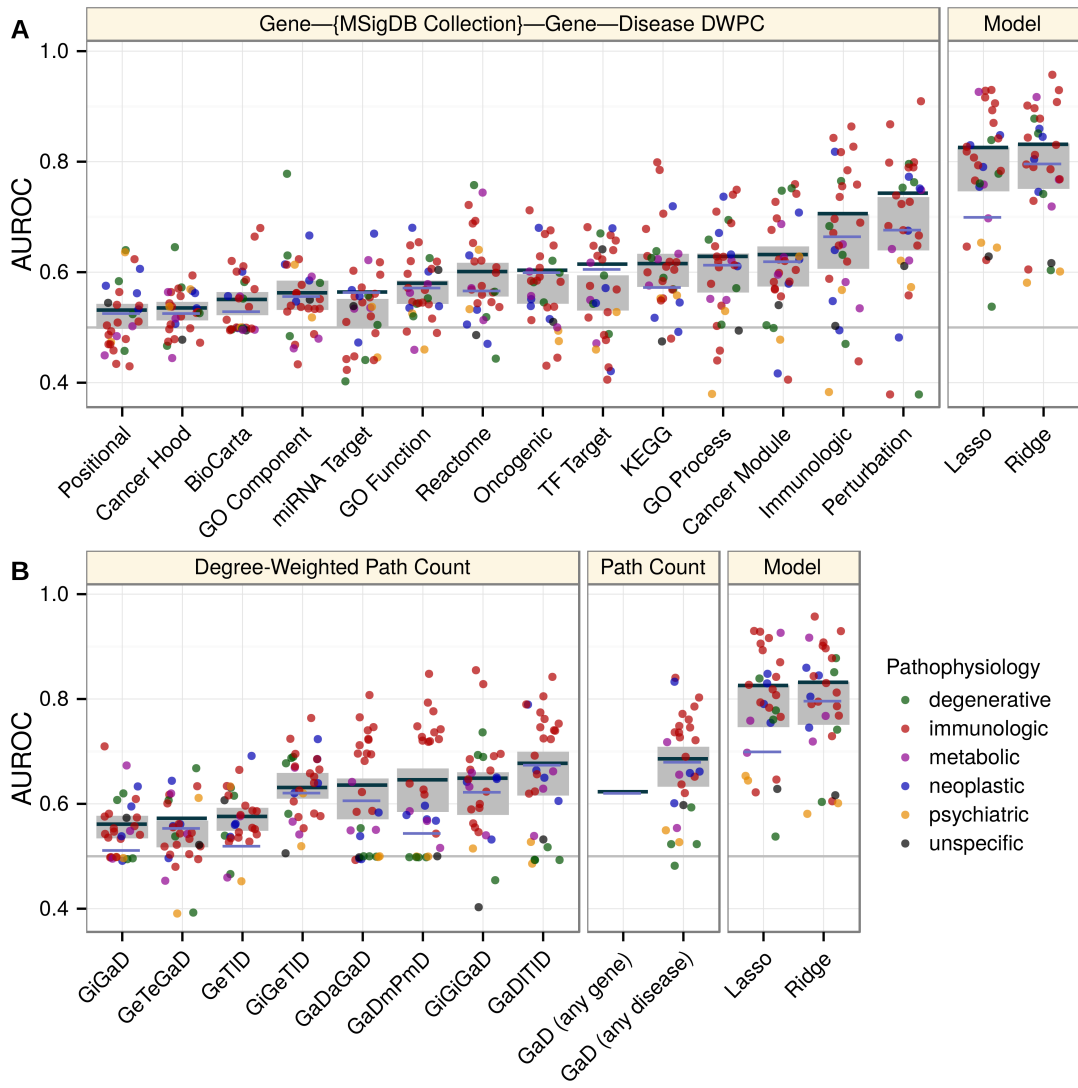 A
Gene—{MSigDB Collection}—Gene—Disease DWPC
Model
AUROC
1.0
0.8
0.6
0.4
Positional
Cancer Hood
BioCarta
GO Component
miRNA Target
GO Function
Reactome
Oncogenic
TF Target
KEGG
GO Process
Cancer Module
Immunologic
Perturbation
Lasso
Ridge
B
Degree-Weighted Path Count
Path Count
Model
AUROC
1.0
0.8
0.6
0.4
GiGaD
GeTeGaD
GeTlD
GiGeTlD
GaDaGaD
GaDmPmD
GiGiGaD
GaDlTlD
GaD (any gene)
GaD (any disease)
Lasso
Ridge
Pathophysiology
degenerative
immunologic
metabolic
neoplastic
psychiatric
unspecific